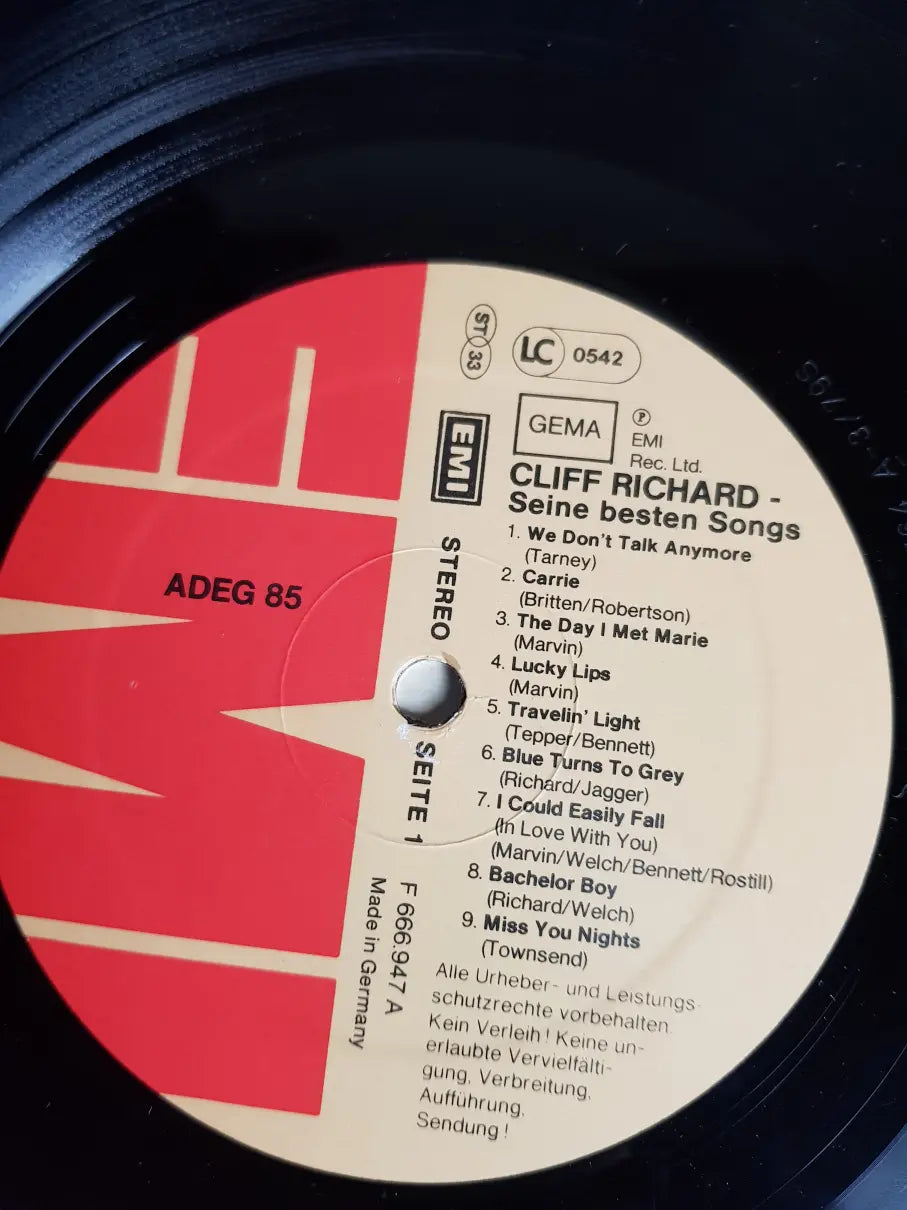 ST
33
LC 0542
GEMA
Ⓟ
EMI
Rec. Ltd.
EMI
STEREO
SEITE 1
F 666.947 A
Made in Germany
ADEG 85
CLIFF RICHARD -
Seine besten Songs
1. We Don't Talk Anymore
(Tarney)
2. Carrie
(Britten/Robertson)
3. The Day I Met Marie
(Marvin)
4. Lucky Lips
(Marvin)
5. Travelin' Light
(Tepper/Bennett)
6. Blue Turns To Grey
(Richard/Jagger)
7. I Could Easily Fall
(In Love With You)
(Marvin/Welch/Bennett/Rostill)
8. Bachelor Boy
(Richard/Welch)
9. Miss You Nights
(Townsend)
Alle Urheber- und Leistungs-
schutzrechte vorbehalten.
Kein Verleih! Keine un-
erlaubte Vervielfälti-
gung, Verbreitung,
Aufführung,
Sendung!